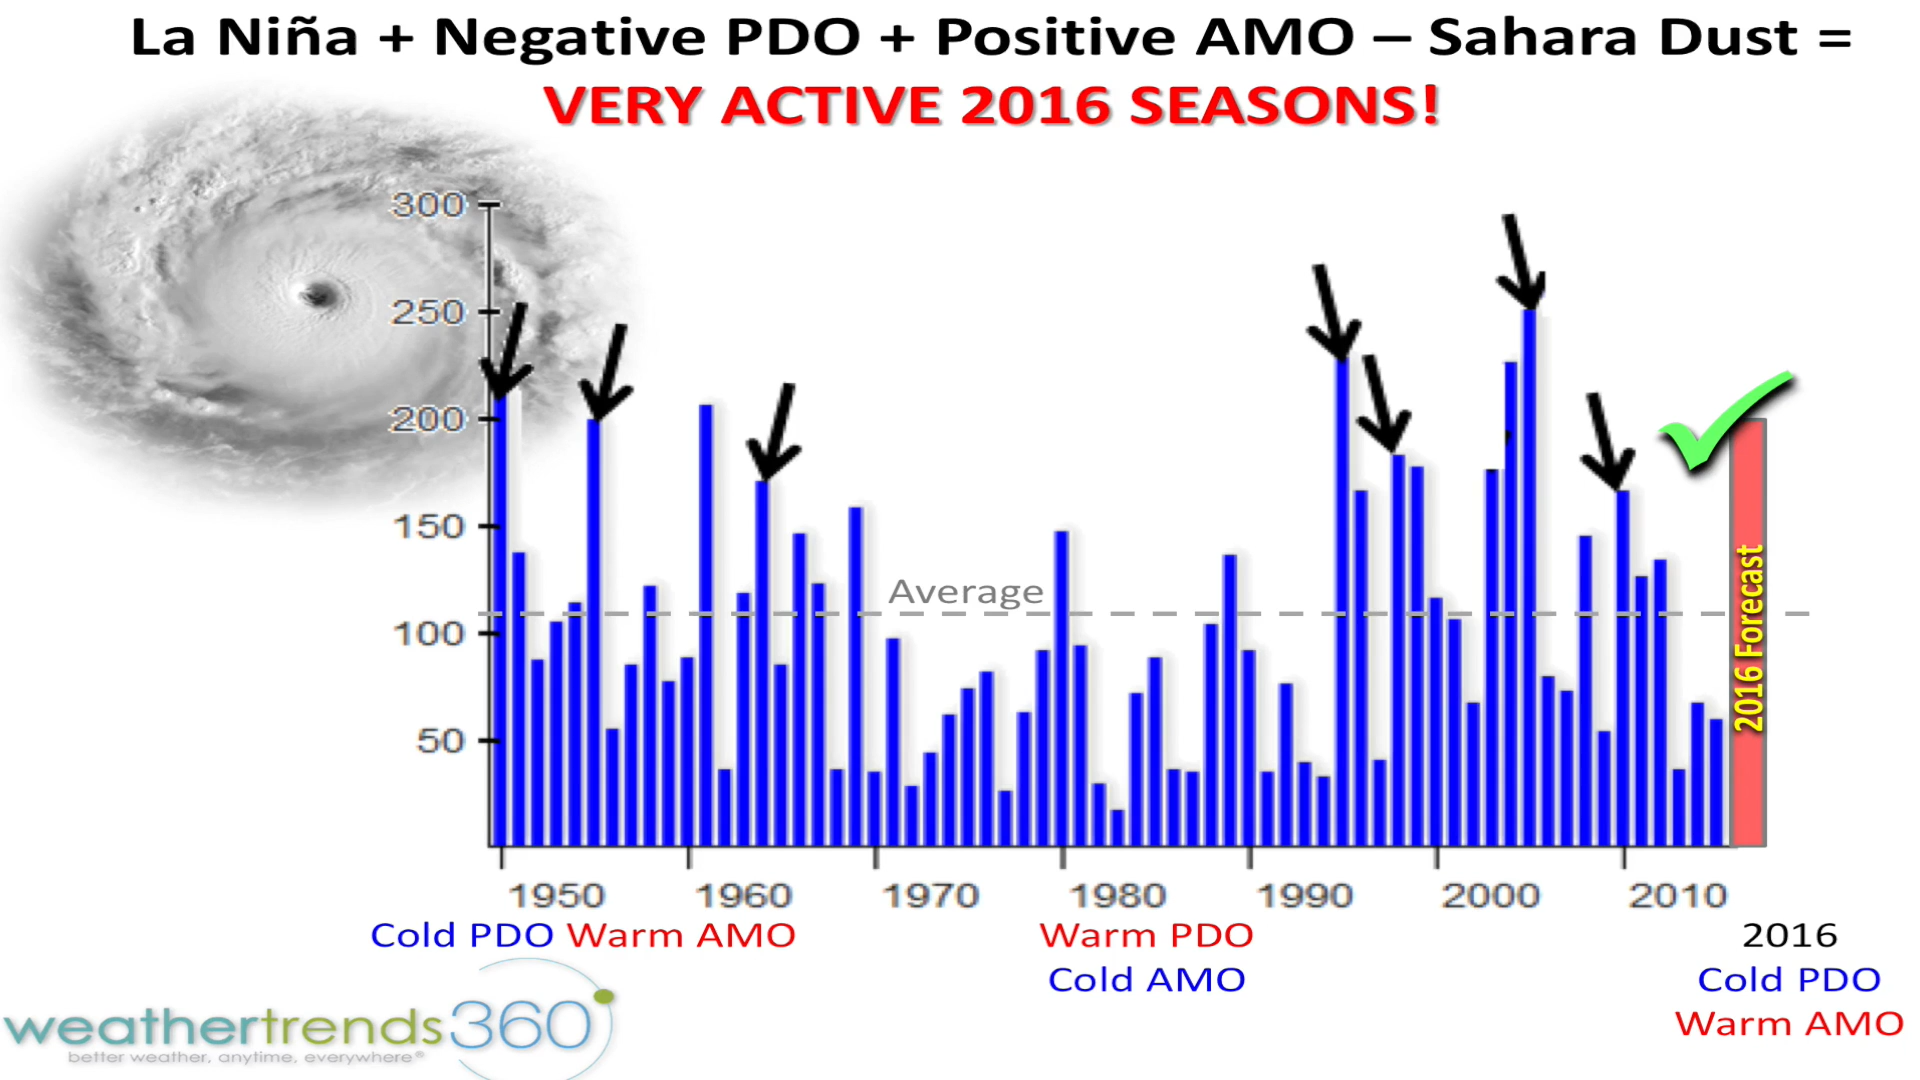 La Niña + Negative PDO + Positive AMO – Sahara Dust =
VERY ACTIVE 2016 SEASONS!
300
250
200
150
100
50
Average
2016 Forecast
1950 1960 1970 1980 1990 2000 2010
Cold PDO Warm AMO
Warm PDO
Cold AMO
2016
Cold PDO
Warm AMO
weathertrends360
better weather, anytime, everywhere®